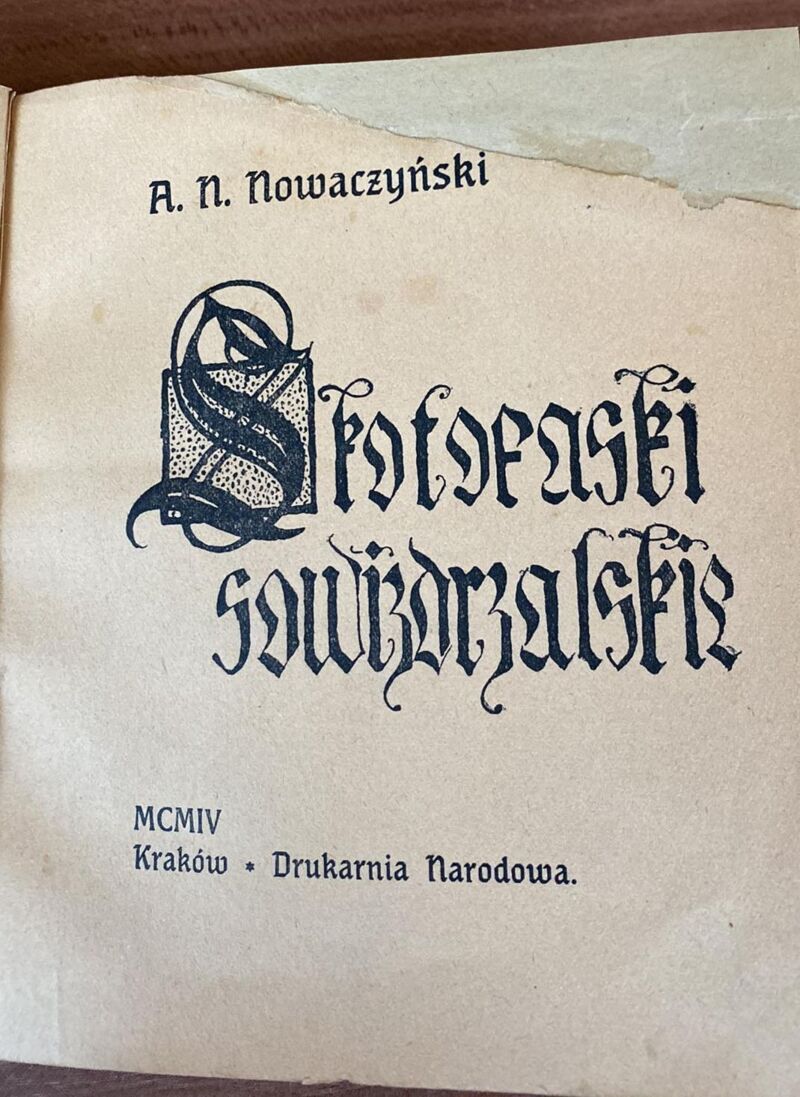 A. N. Nowaczyński
Skotopaski
sowizdrzalskie
MCMIV
Kraków * Drukarnia Narodowa.